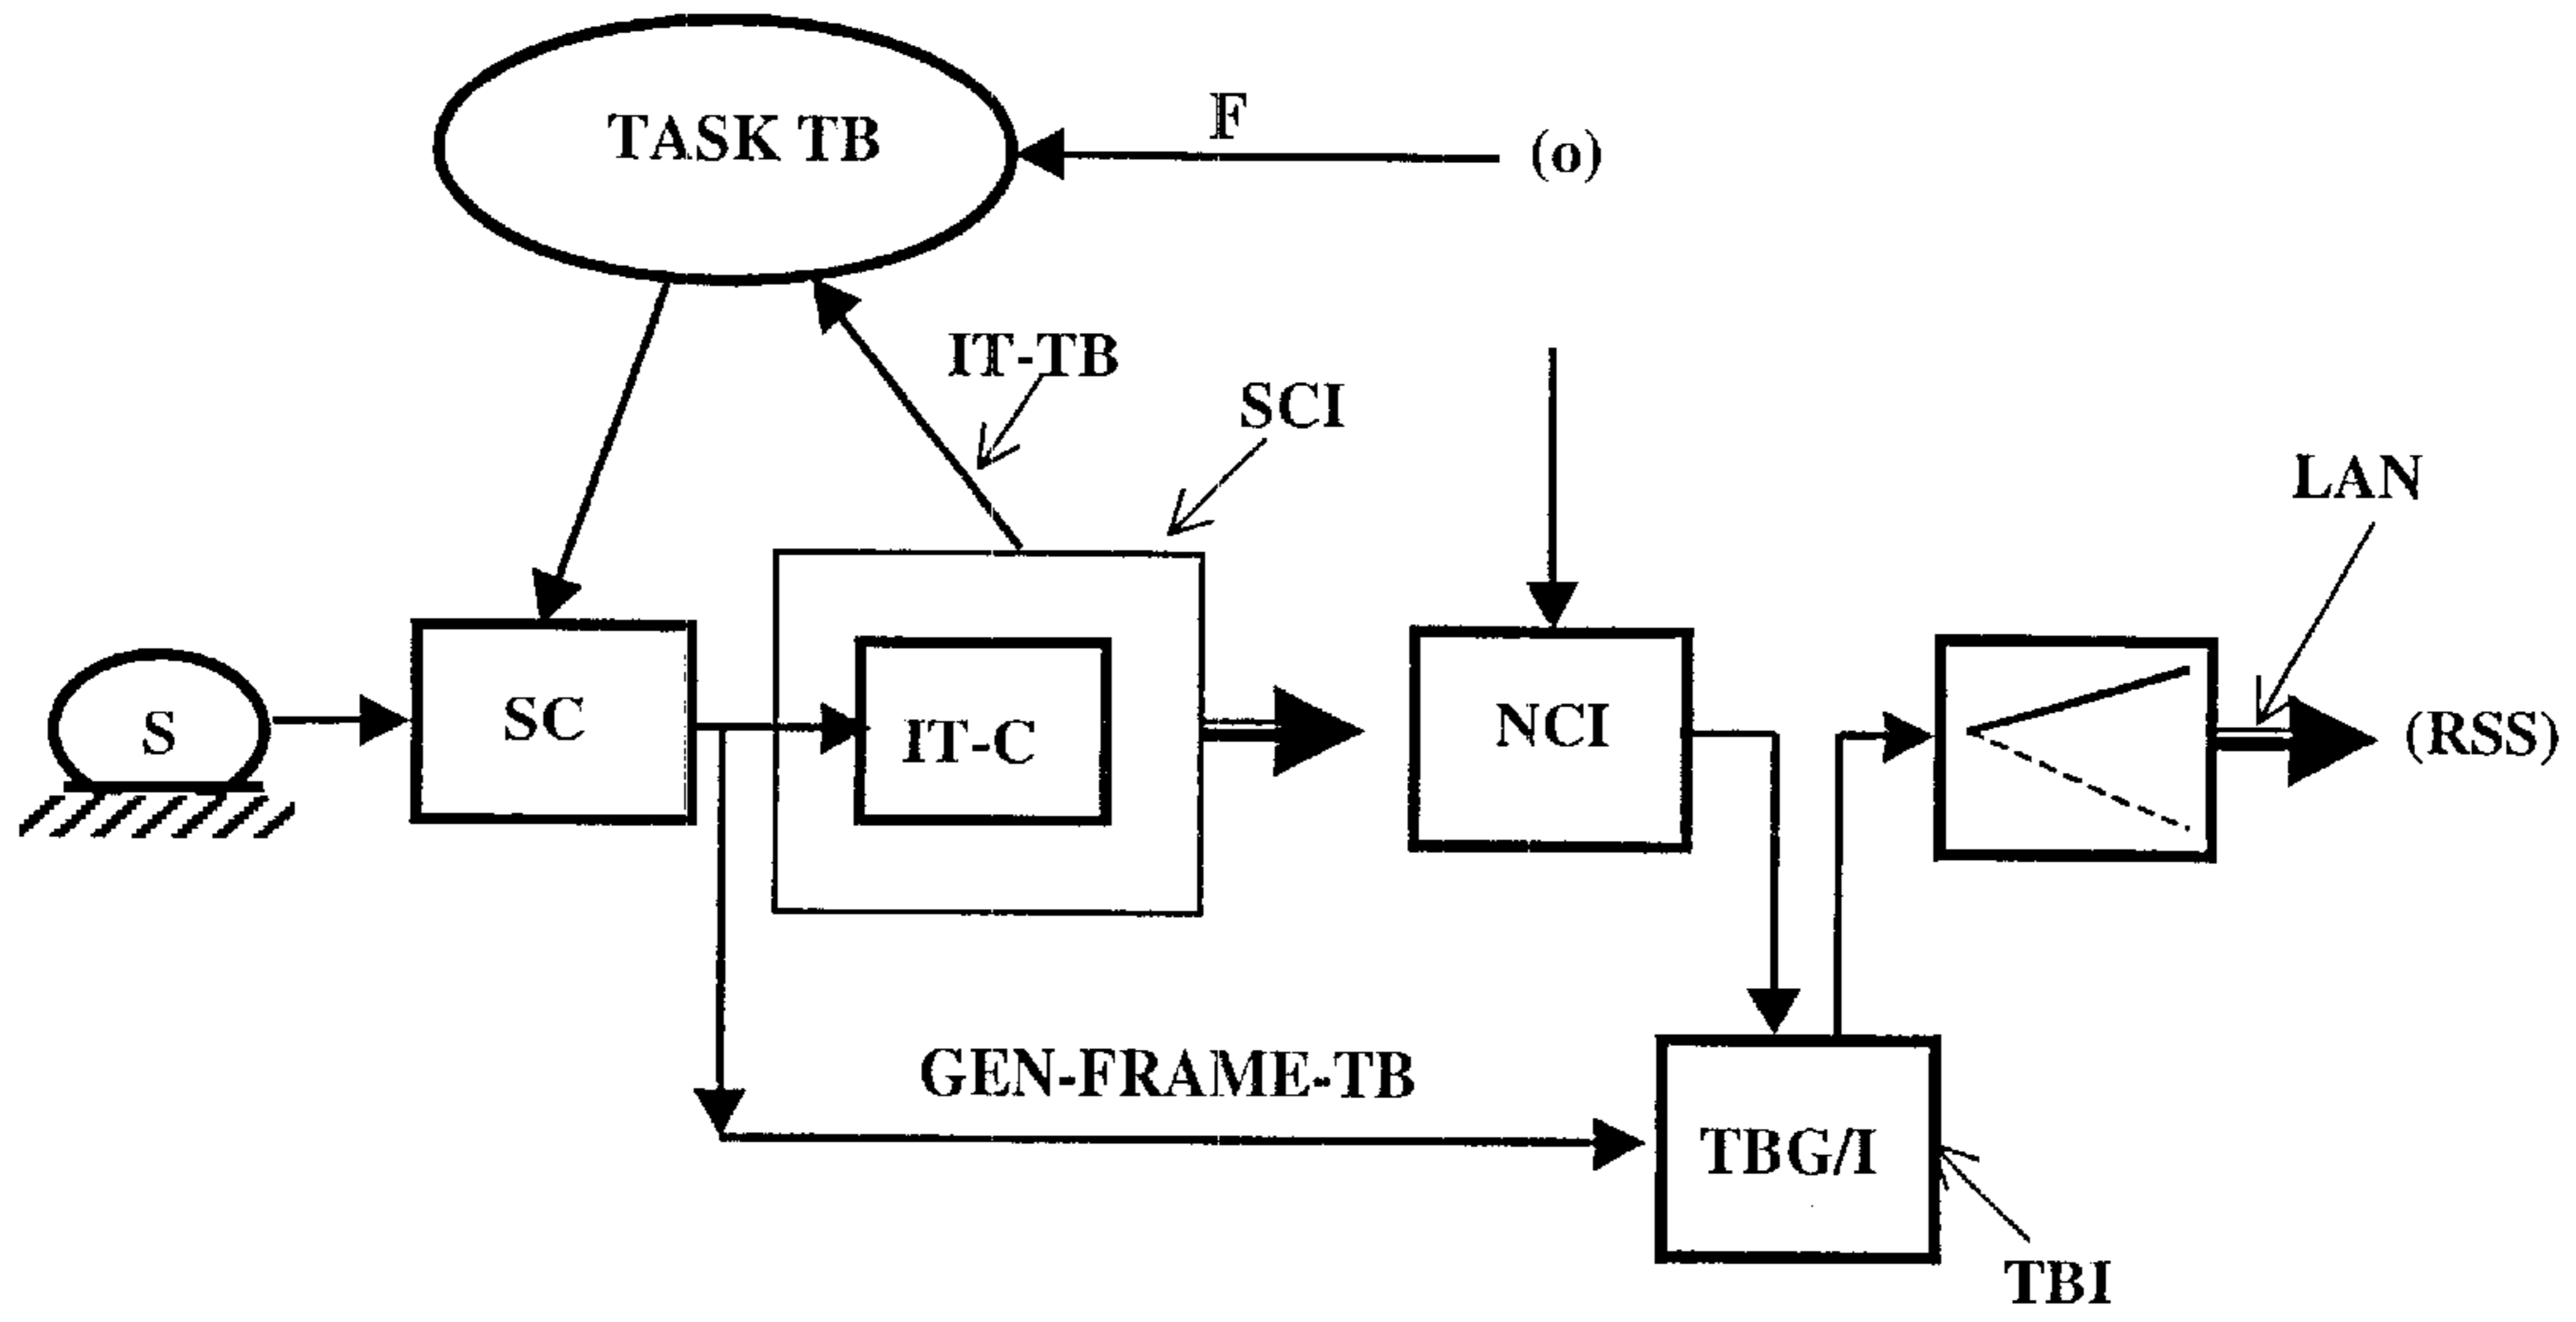 TASK TB
F
(o)
IT-TB
SCI
LAN
S
SC
IT-C
NCI
(RSS)
GEN-FRAME-TB
TBG/I
TBI